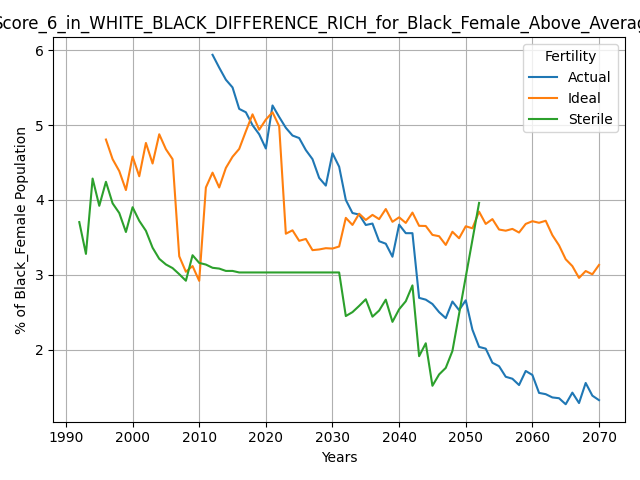 Score_6_in_WHITE_BLACK_DIFFERENCE_RICH_for_Black_Female_Above_Averag
Fertility
Actual
Ideal
Sterile
% of Black_Female Population
6
5
4
3
2
1990 2000 2010 2020 2030 2040 2050 2060 2070
Years